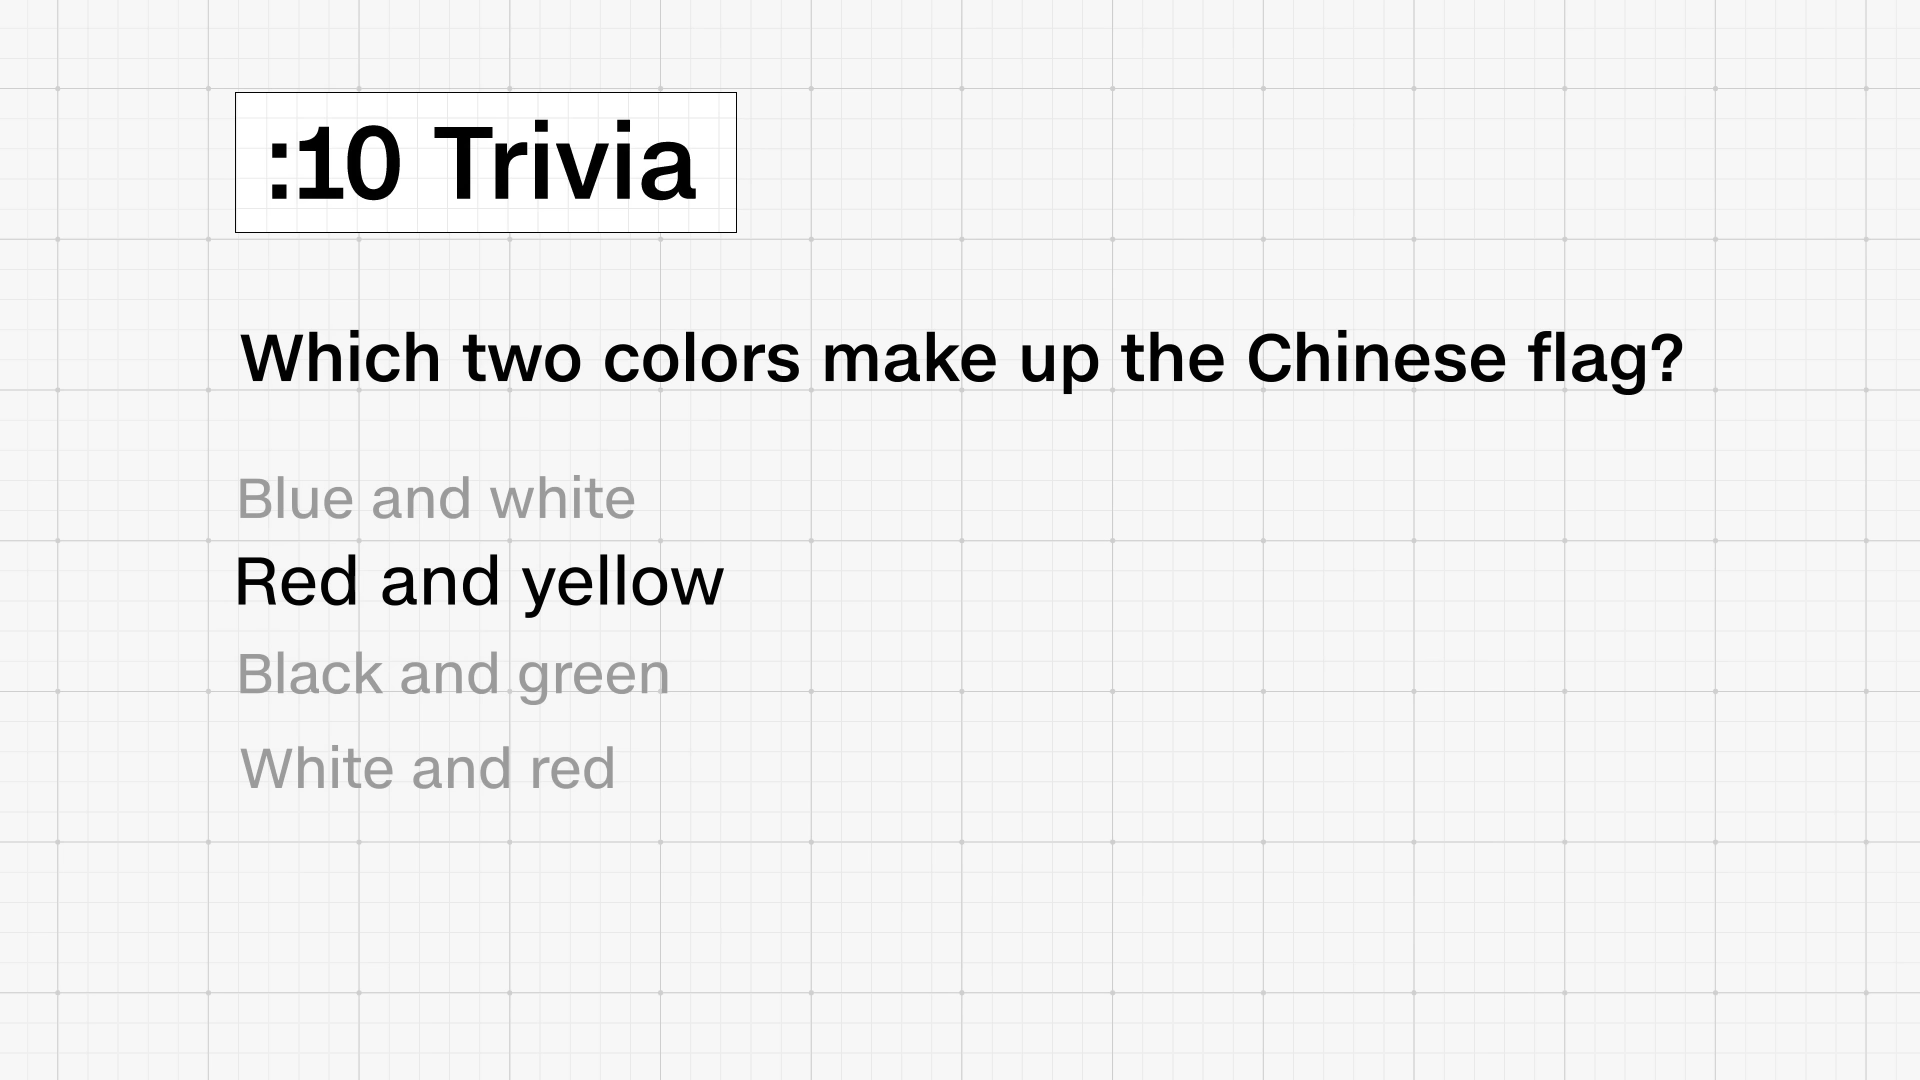 :10 Trivia
Which two colors make up the Chinese flag?
Blue and white
Red and yellow
Black and green
White and red